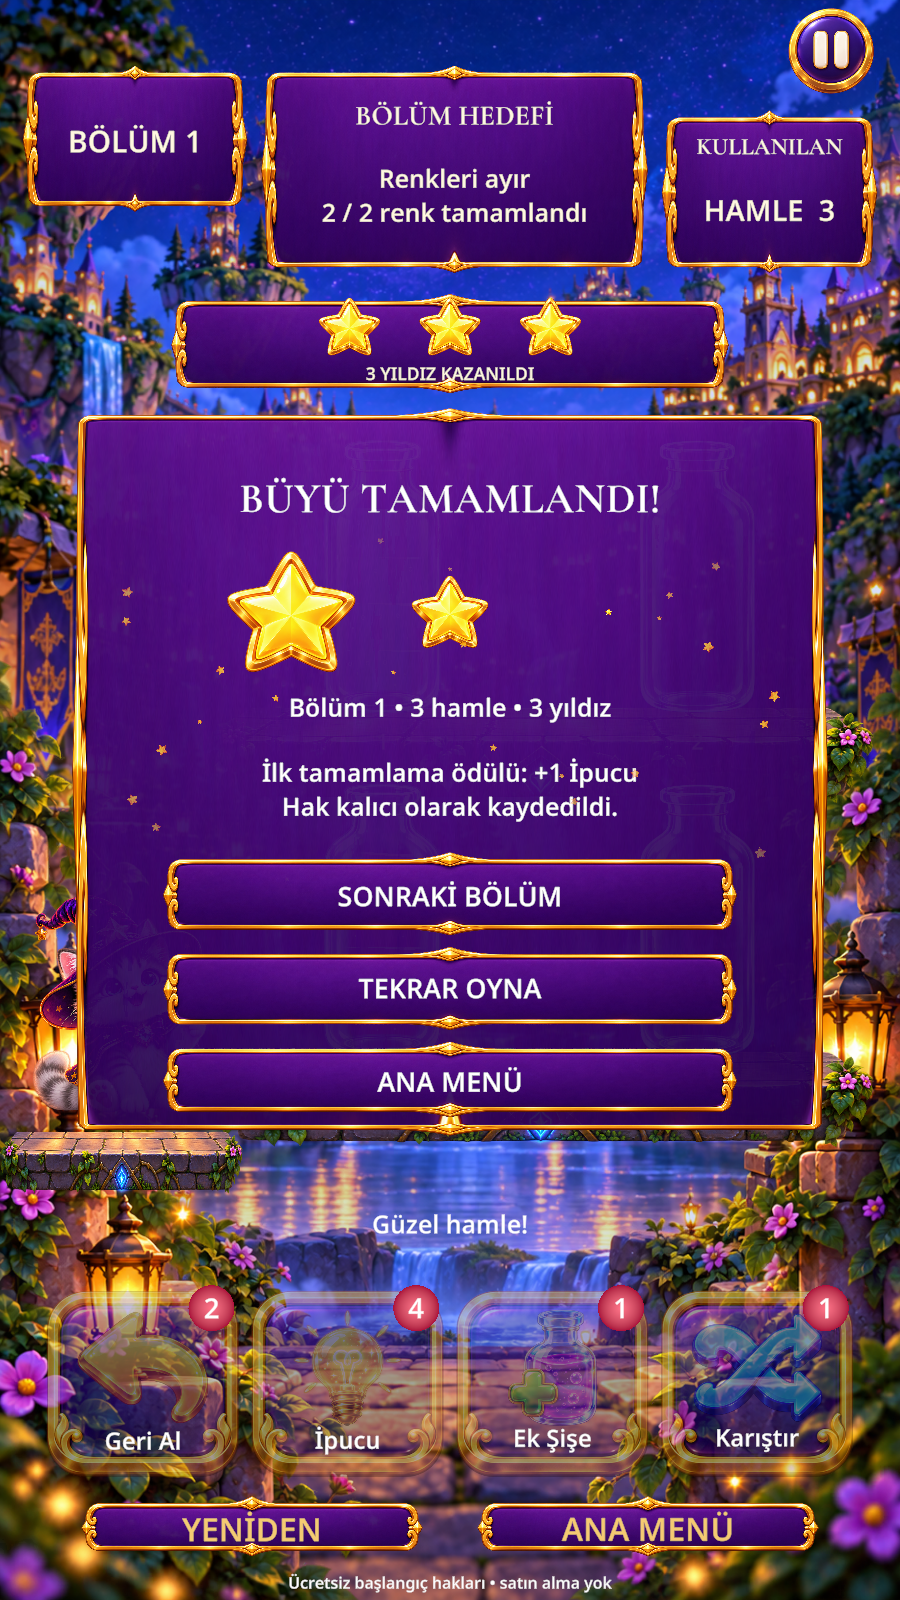 BÖLÜM 1
BÖLÜM HEDEFİ
Renkleri ayır
2 / 2 renk tamamlandı
KULLANILAN
HAMLE 3
3 YILDIZ KAZANILDI
BÜYÜ TAMAMLANDI!
Bölüm 1 • 3 hamle • 3 yıldız
İlk tamamlama ödülü: +1 İpucu
Hak kalıcı olarak kaydedildi.
SONRAKİ BÖLÜM
TEKRAR OYNA
ANA MENÜ
Güzel hamle!
2
4
1
1
Geri Al
İpucu
Ek Şişe
Karıştır
YENİDEN
ANA MENÜ
Ücretsiz başlangıç hakları • satın alma yok